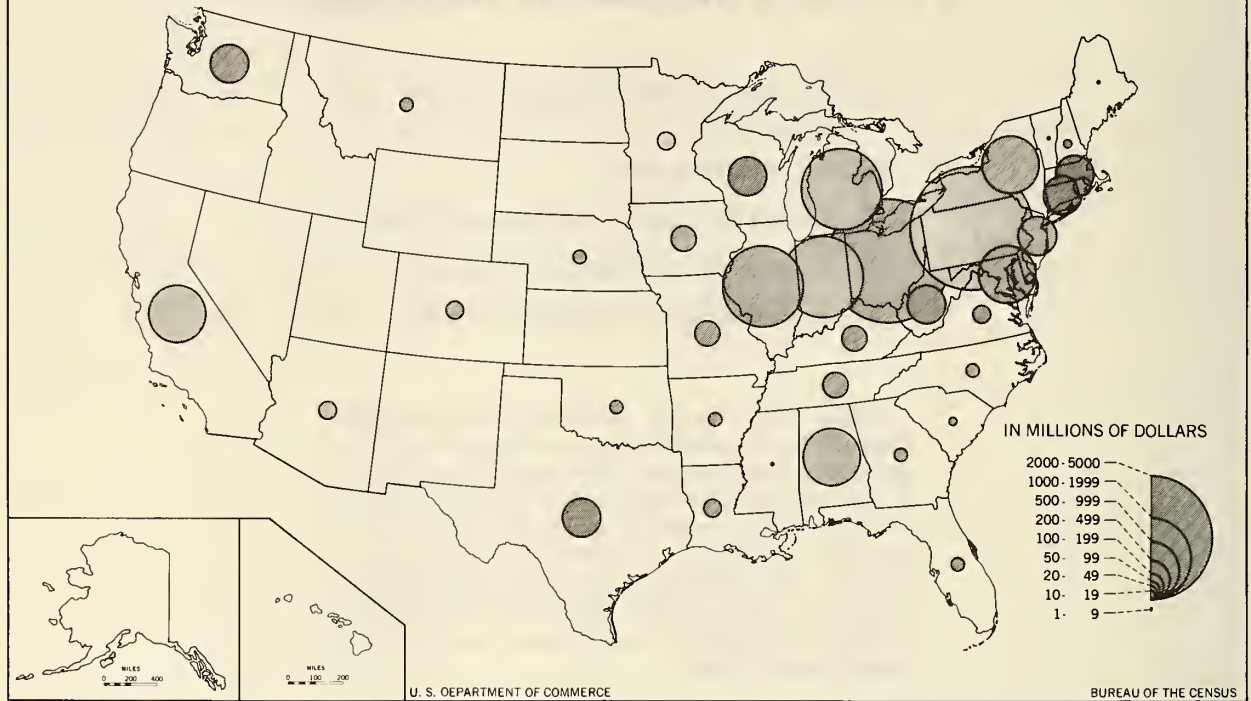 IN MILLIONS OF DOLLARS
2000 - 5000
1000 - 1999
500 - 999
200 - 499
100 - 199
50 - 99
20 - 49
10 - 19
1 - 9
MILES
0 200 400
MILES
0 100 200
U. S. DEPARTMENT OF COMMERCE
BUREAU OF THE CENSUS